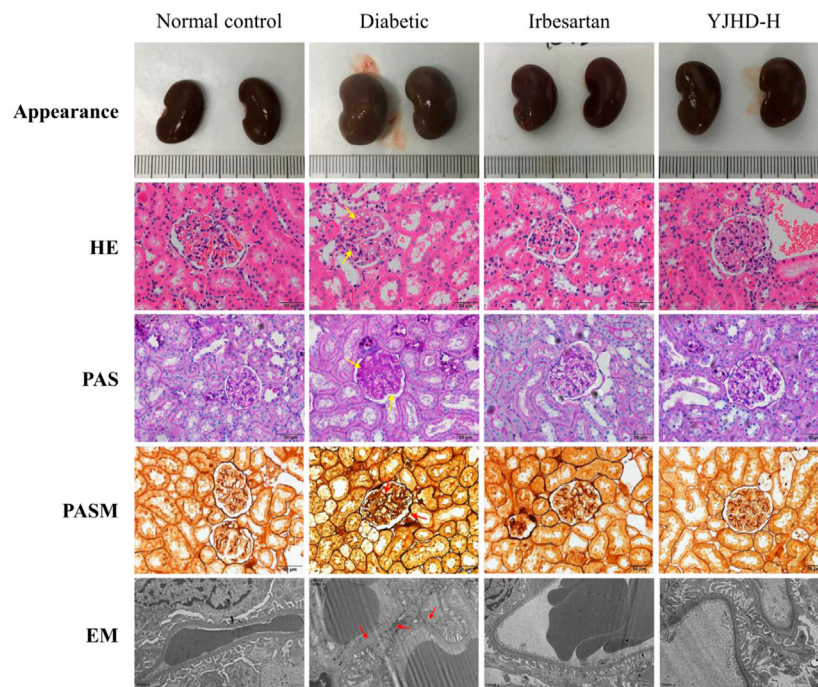 Normal control
Diabetic
Irbesartan
YJHD-H
Appearance
HE
PAS
PASM
EM